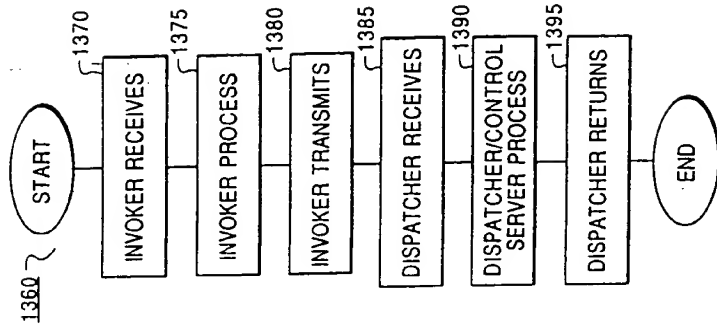 1360
START
1370
INVOKER RECEIVES
1375
INVOKER PROCESS
1380
INVOKER TRANSMITS
1385
DISPATCHER RECEIVES
1390
DISPATCHER/CONTROL
SERVER PROCESS
1395
DISPATCHER RETURNS
END